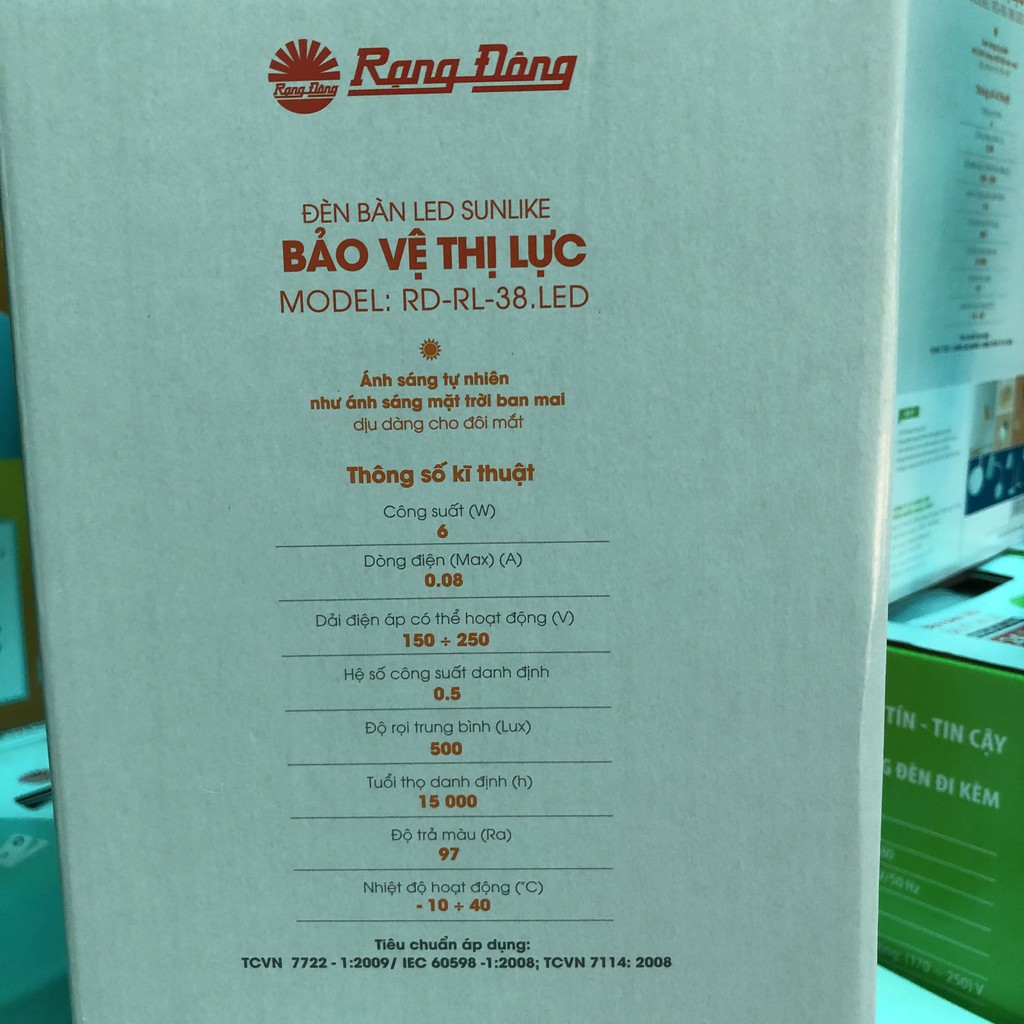 Rạng Đông
Rạng Đông
ĐÈN BÀN LED SUNLIKE
BẢO VỆ THỊ LỰC
MODEL: RD-RL-38.LED
Ánh sáng tự nhiên
như ánh sáng mặt trời ban mai
dịu dàng cho đôi mắt
Thông số kĩ thuật
Công suất (W)
6
Dòng điện (Max) (A)
0.08
Dải điện áp có thể hoạt động (V)
150 ÷ 250
Hệ số công suất danh định
0.5
Độ rọi trung bình (Lux)
500
Tuổi thọ danh định (h)
15 000
Độ trả màu (Ra)
97
Nhiệt độ hoạt động (°C)
- 10 ÷ 40
Tiêu chuẩn áp dụng:
TCVN 7722 - 1:2009/ IEC 60598 -1:2008; TCVN 7114: 2008
TÍN - TIN CẬY
ĐÈN ĐI KÈM
/50 Hz
(170 - 250) V